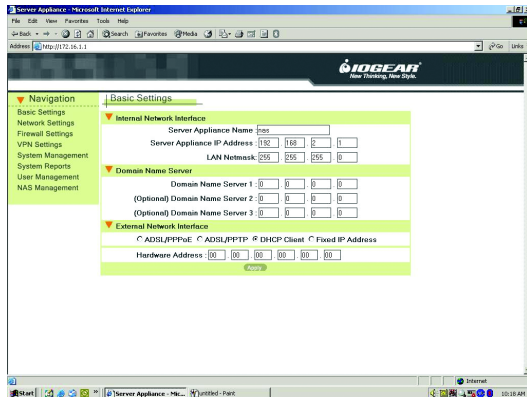 Server Appliance - Microsoft Internet Explorer
File Edit View Favorites Tools Help
Back Search Favorites Media
Address http://172.16.1.1 Go Links
IOGEAR
New Thinking, New Style.
Navigation
Basic Settings
Network Settings
Firewall Settings
VPN Settings
System Management
System Reports
User Management
NAS Management
Basic Settings
Internal Network Interface
Server Appliance Name : nas
Server Appliance IP Address : 192 . 168 . 2 . 1
LAN Netmask: 255 . 255 . 255 . 0
Domain Name Server
Domain Name Server 1 : 0 . 0 . 0 . 0
(Optional) Domain Name Server 2 : 0 . 0 . 0 . 0
(Optional) Domain Name Server 3 : 0 . 0 . 0 . 0
External Network Interface
ADSL/PPPoE ADSL/PPTP DHCP Client Fixed IP Address
Hardware Address : 00 . 00 . 00 . 00 . 00 . 00
Apply
Internet
Start Server Appliance - Mic... untitled - Paint 10:18 AM